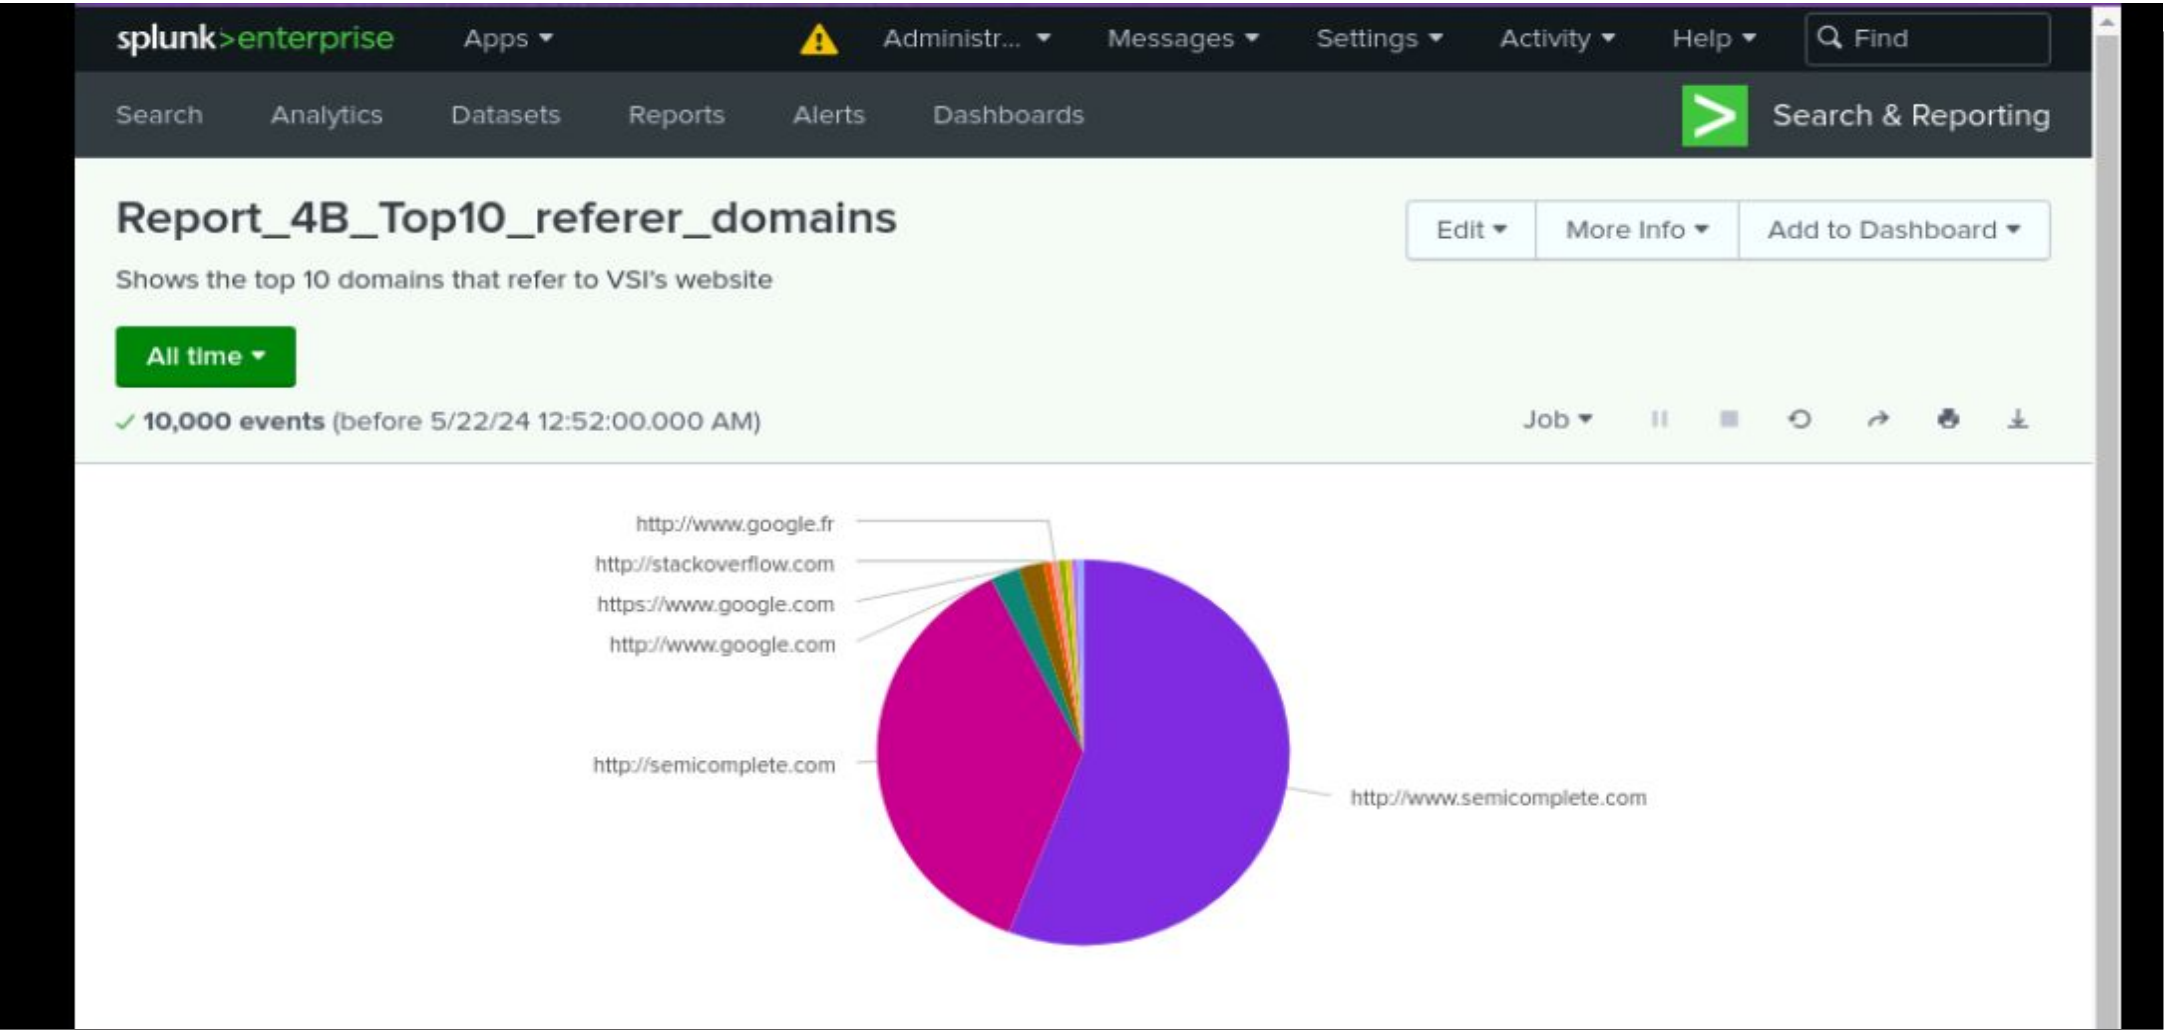 splunk>enterprise Apps Administr... Messages Settings Activity Help Find
Search Analytics Datasets Reports Alerts Dashboards Search & Reporting
Report_4B_Top10_referer_domains
Edit More Info Add to Dashboard
Shows the top 10 domains that refer to VSI's website
All time
10,000 events (before 5/22/24 12:52:00.000 AM) Job
http://www.google.fr
http://stackoverflow.com
https://www.google.com
http://www.google.com
http://semicomplete.com
http://www.semicomplete.com